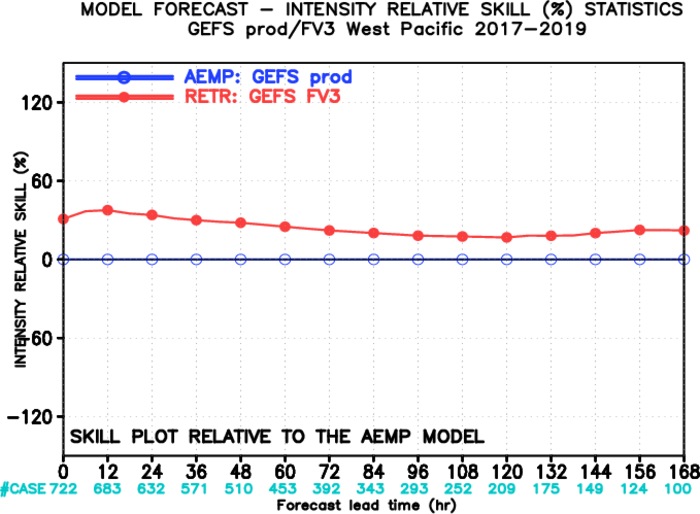 MODEL FORECAST – INTENSITY RELATIVE SKILL (%) STATISTICS
GEFS prod/FV3 West Pacific 2017–2019
AEMP: GEFS prod
RETR: GEFS FV3
INTENSITY RELATIVE SKILL (%)
120
60
0
−60
−120
SKILL PLOT RELATIVE TO THE AEMP MODEL
0 12 24 36 48 60 72 84 96 108 120 132 144 156 168
#CASE 722 683 632 571 510 453 392 343 293 252 209 175 149 124 100
Forecast lead time (hr)